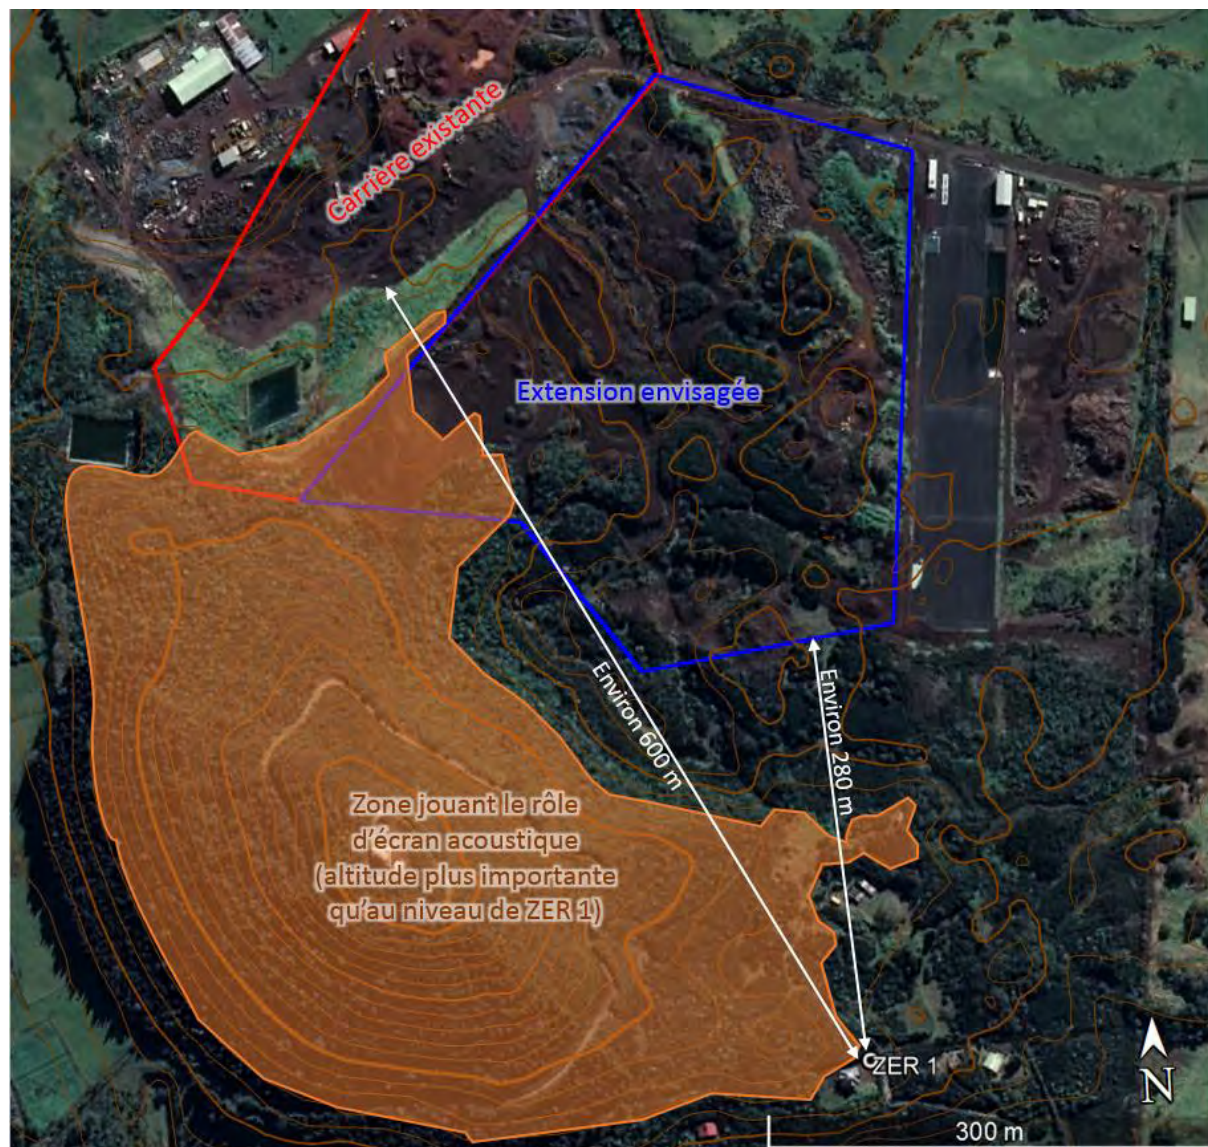 Carrière existante
Extension envisagée
Environ 600 m
Environ 280 m
Zone jouant le rôle
d'écran acoustique
(altitude plus importante
qu'au niveau de ZER 1)
ZER 1
N
300 m